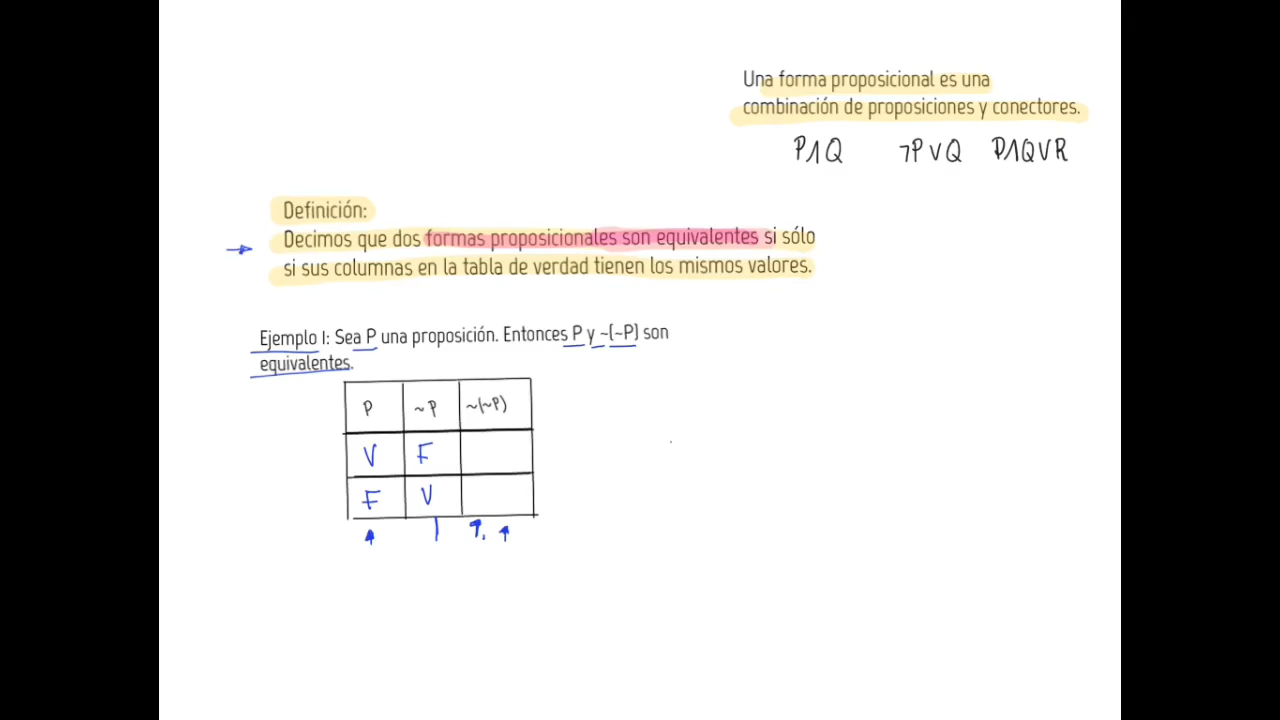 Una forma proposicional es una
combinación de proposiciones y conectores.
P∧Q ¬P∨Q P∧Q∨R
Definición:
Decimos que dos formas proposicionales son equivalentes si sólo
si sus columnas en la tabla de verdad tienen los mismos valores.
Ejemplo 1: Sea P una proposición. Entonces P y ~(~P) son
equivalentes.
P ~P ~(~P)
V F
F V